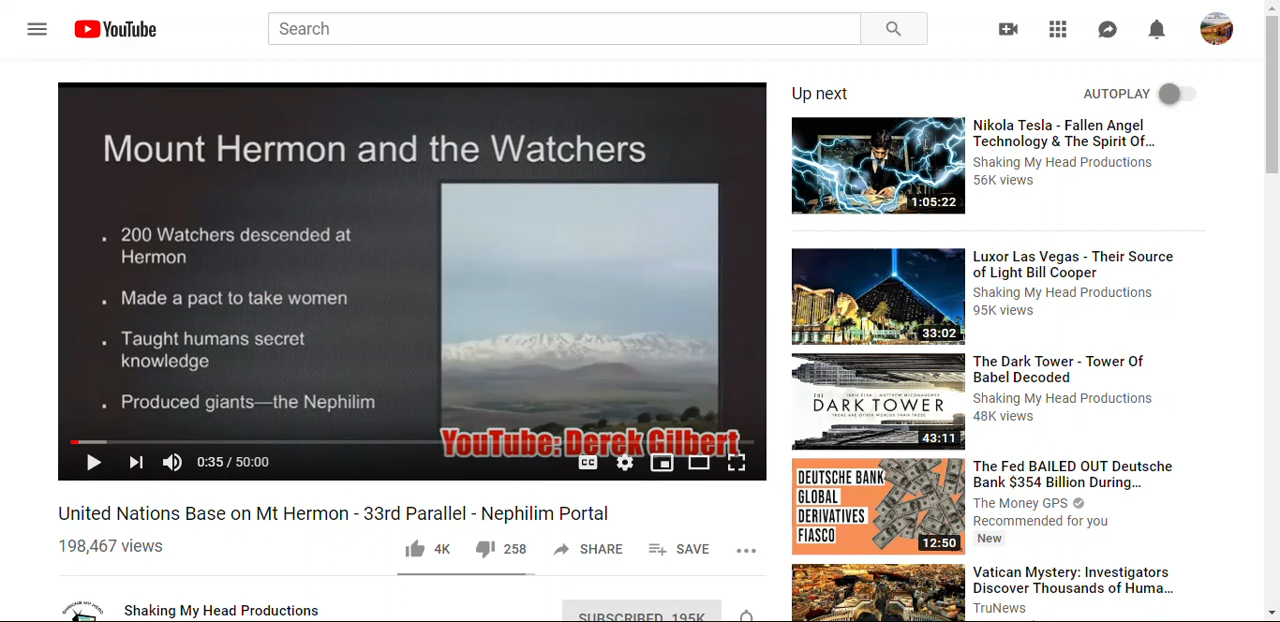 YouTube
Search
Mount Hermon and the Watchers
200 Watchers descended at
Hermon
Made a pact to take women
Taught humans secret
knowledge
Produced giants—the Nephilim
YouTube: Derek Gilbert
0:35 / 50:00
CC
United Nations Base on Mt Hermon - 33rd Parallel - Nephilim Portal
198,467 views
4K
258
SHARE
SAVE
Shaking My Head Productions
SUBSCRIBED 195K
Up next
AUTOPLAY
1:05:22
Nikola Tesla - Fallen Angel
Technology & The Spirit Of...
Shaking My Head Productions
56K views
33:02
Luxor Las Vegas - Their Source
of Light Bill Cooper
Shaking My Head Productions
95K views
THE
DARK TOWER
43:11
The Dark Tower - Tower Of
Babel Decoded
Shaking My Head Productions
48K views
DEUTSCHE BANK
GLOBAL
DERIVATIVES
FIASCO
12:50
The Fed BAILED OUT Deutsche
Bank $354 Billion During...
The Money GPS
Recommended for you
New
Vatican Mystery: Investigators
Discover Thousands of Huma...
TruNews